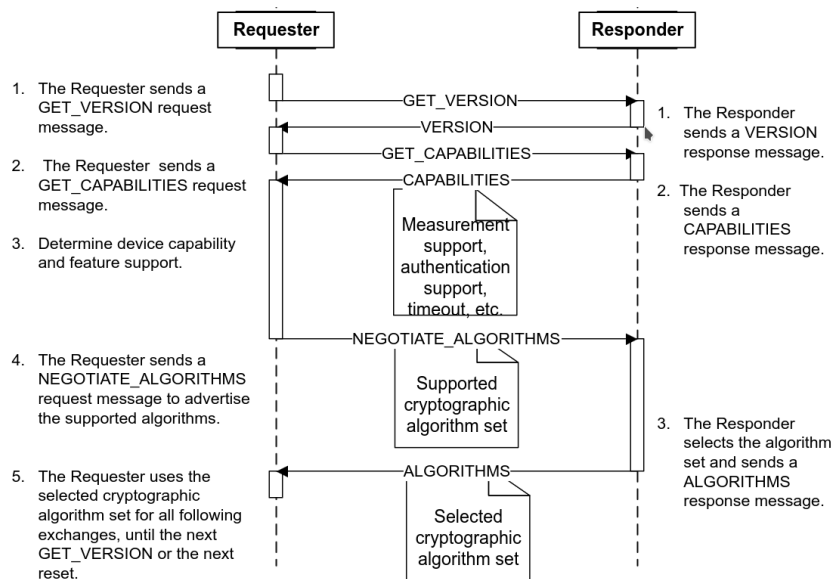 Requester
Responder
1. The Requester sends a
GET_VERSION request
message.
GET_VERSION
1. The Responder
sends a VERSION
response message.
VERSION
2. The Requester sends a
GET_CAPABILITIES request
message.
GET_CAPABILITIES
CAPABILITIES
2. The Responder
sends a
CAPABILITIES
response message.
3. Determine device capability
and feature support.
Measurement
support,
authentication
support,
timeout, etc.
NEGOTIATE_ALGORITHMS
4. The Requester sends a
NEGOTIATE_ALGORITHMS
request message to advertise
the supported algorithms.
Supported
cryptographic
algorithm set
3. The Responder
selects the algorithm
set and sends a
ALGORITHMS
response message.
ALGORITHMS
5. The Requester uses the
selected cryptographic
algorithm set for all following
exchanges, until the next
GET_VERSION or the next
reset.
Selected
cryptographic
algorithm set